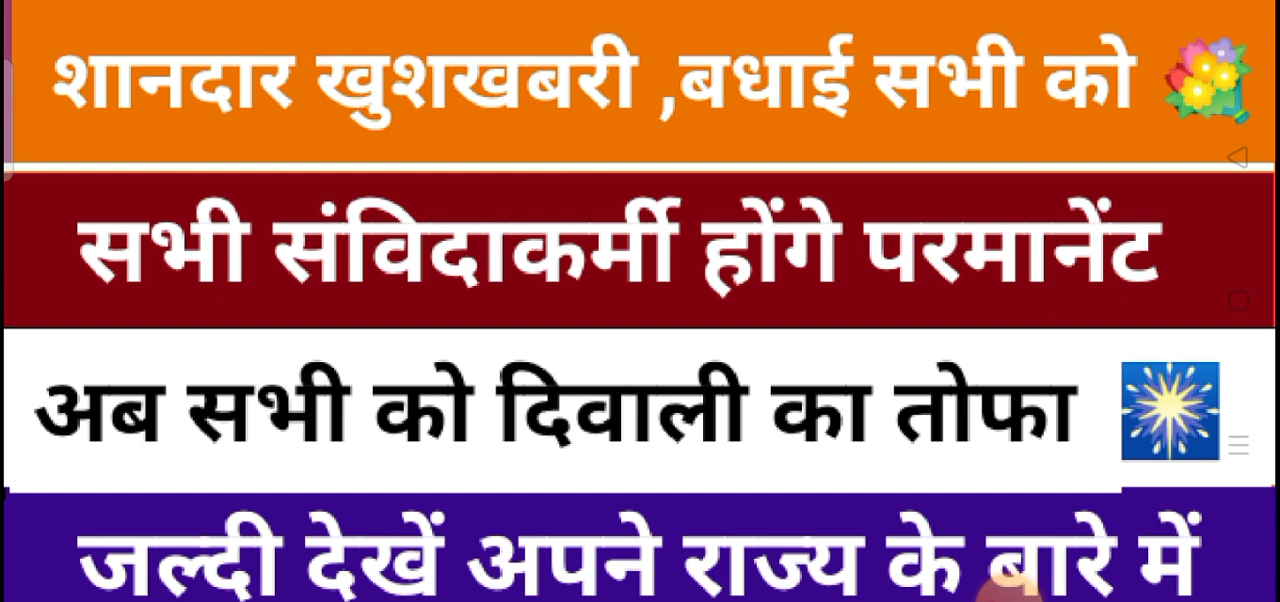 शानदार खुशखबरी ,बधाई सभी को
सभी संविदाकर्मी होंगे परमानेंट
अब सभी को दिवाली का तोफा
जल्दी देखें अपने राज्य के बारे में